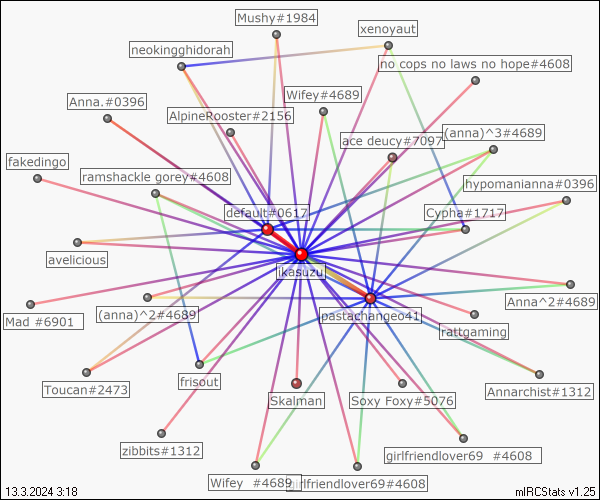 Mushy#1984
xenoyaut
neokingghidorah
no cops no laws no hope#4608
Wifey#4689
Anna.#0396
AlpineRooster#2156
ace deucy#7097
(anna)^3#4689
fakedingo
ramshackle gorey#4608
hypomanianna#0396
default#0617
Cypha#1717
avelicious
ikasuzu
Anna^2#4689
Mad #6901
(anna)^2#4689
pastachangeo41
rattgaming
Toucan#2473
frisout
Skalman
Soxy Foxy#5076
Annarchist#1312
zibbits#1312
girlfriendlover69 #4608
Wifey #4689
girlfriendlover69#4608
13.3.2024 3:18
mIRCStats v1.25